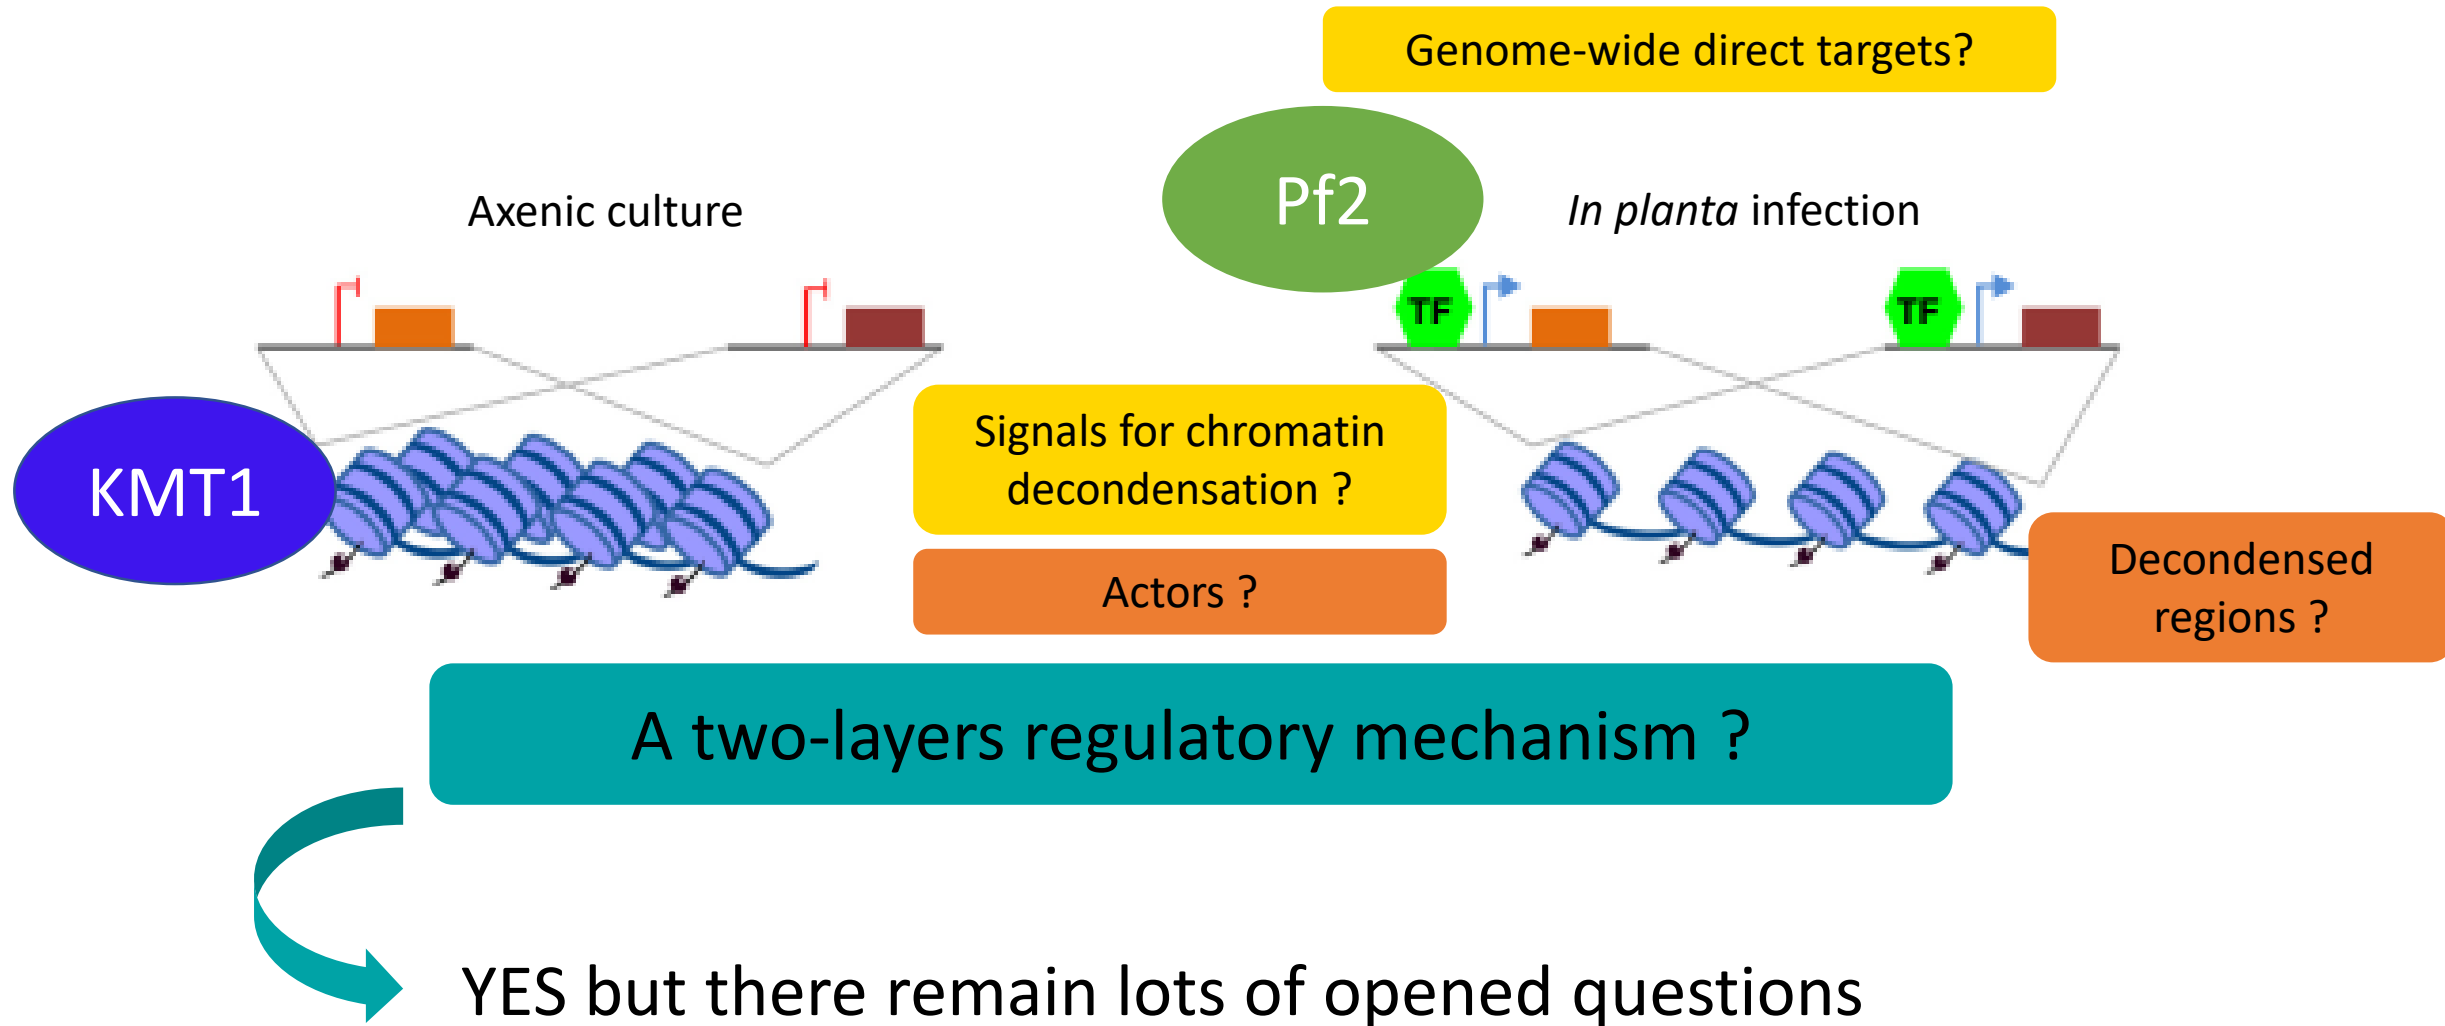 Genome-wide direct targets?
Pf2
Axenic culture
In planta infection
TF
TF
KMT1
Signals for chromatin
decondensation ?
Actors ?
Decondensed
regions ?
A two-layers regulatory mechanism ?
YES but there remain lots of opened questions